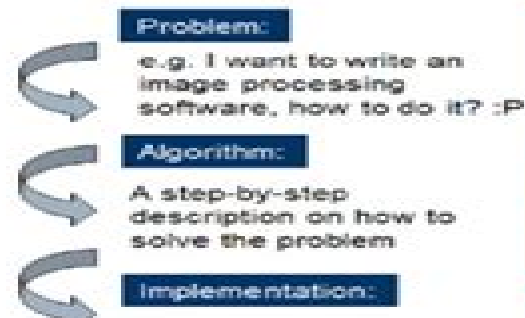 Problem:
e.g. I want to write an
image processing
software, how to do it? :P
Algorithm:
A step-by-step
description on how to
solve the problem
Implementation: